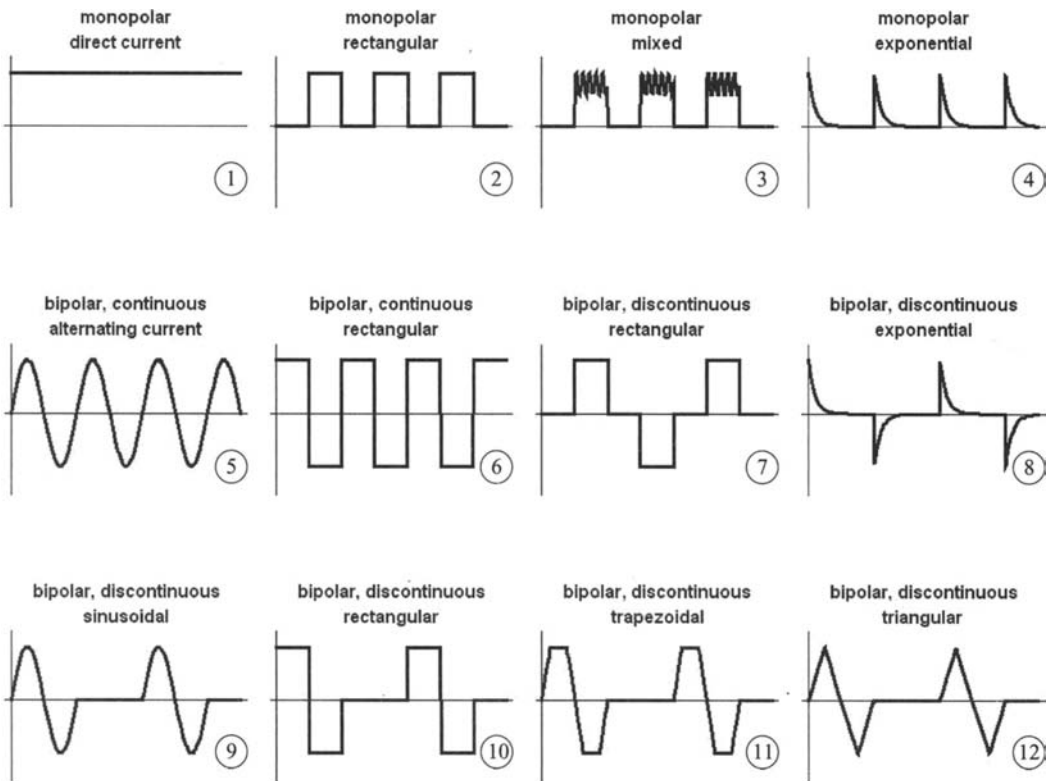 monopolar
direct current
monopolar
rectangular
monopolar
mixed
monopolar
exponential
1
2
3
4
bipolar, continuous
alternating current
bipolar, continuous
rectangular
bipolar, discontinuous
rectangular
bipolar, discontinuous
exponential
5
6
7
8
bipolar, discontinuous
sinusoidal
bipolar, discontinuous
rectangular
bipolar, discontinuous
trapezoidal
bipolar, discontinuous
triangular
9
10
11
12